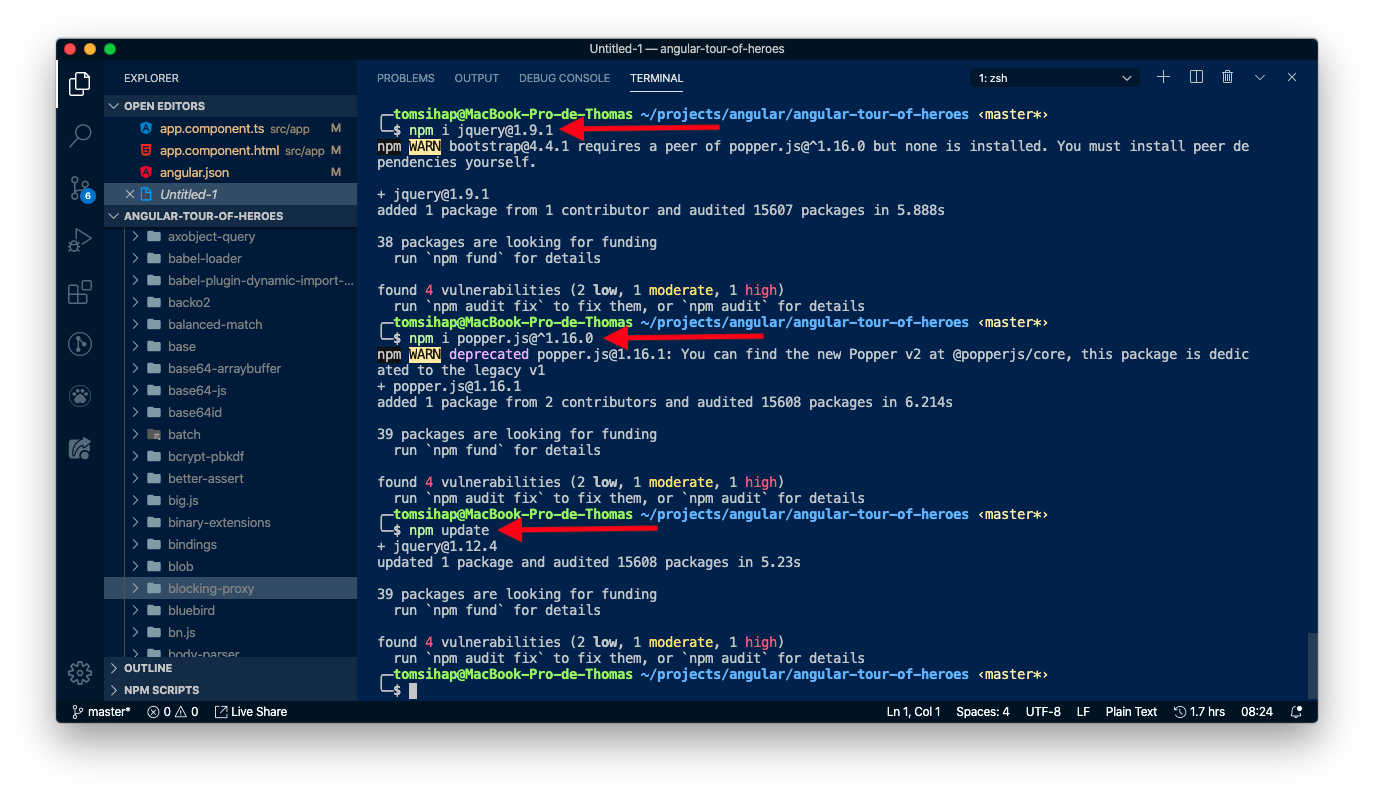 Untitled-1 — angular-tour-of-heroes
EXPLORER
OPEN EDITORS
app.component.ts src/app M
app.component.html src/app M
angular.json M
Untitled-1
6
ANGULAR-TOUR-OF-HEROES
axobject-query
babel-loader
babel-plugin-dynamic-import-...
backo2
balanced-match
base
base64-arraybuffer
base64-js
base64id
batch
bcrypt-pbkdf
better-assert
big.js
binary-extensions
bindings
blob
blocking-proxy
bluebird
bn.js
body-parser
OUTLINE
NPM SCRIPTS
PROBLEMS OUTPUT DEBUG CONSOLE TERMINAL 1: zsh
tomsihap@MacBook-Pro-de-Thomas ~/projects/angular/angular-tour-of-heroes ‹master*›
$ npm i jquery@1.9.1
npm WARN bootstrap@4.4.1 requires a peer of popper.js@^1.16.0 but none is installed. You must install peer de
pendencies yourself.
+ jquery@1.9.1
added 1 package from 1 contributor and audited 15607 packages in 5.888s
38 packages are looking for funding
run `npm fund` for details
found 4 vulnerabilities (2 low, 1 moderate, 1 high)
run `npm audit fix` to fix them, or `npm audit` for details
tomsihap@MacBook-Pro-de-Thomas ~/projects/angular/angular-tour-of-heroes ‹master*›
$ npm i popper.js@^1.16.0
npm WARN deprecated popper.js@1.16.1: You can find the new Popper v2 at @popperjs/core, this package is dedic
ated to the legacy v1
+ popper.js@1.16.1
added 1 package from 2 contributors and audited 15608 packages in 6.214s
39 packages are looking for funding
run `npm fund` for details
found 4 vulnerabilities (2 low, 1 moderate, 1 high)
run `npm audit fix` to fix them, or `npm audit` for details
tomsihap@MacBook-Pro-de-Thomas ~/projects/angular/angular-tour-of-heroes ‹master*›
$ npm update
+ jquery@1.12.4
updated 1 package and audited 15608 packages in 5.23s
39 packages are looking for funding
run `npm fund` for details
found 4 vulnerabilities (2 low, 1 moderate, 1 high)
run `npm audit fix` to fix them, or `npm audit` for details
tomsihap@MacBook-Pro-de-Thomas ~/projects/angular/angular-tour-of-heroes ‹master*›
$
master* 0 0 Live Share Ln 1, Col 1 Spaces: 4 UTF-8 LF Plain Text 1.7 hrs 08:24